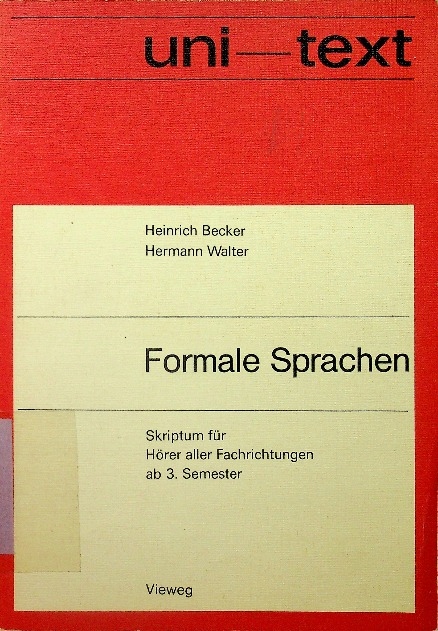 uni—text
Heinrich Becker
Hermann Walter
Formale Sprachen
Skriptum für
Hörer aller Fachrichtungen
ab 3. Semester
Vieweg